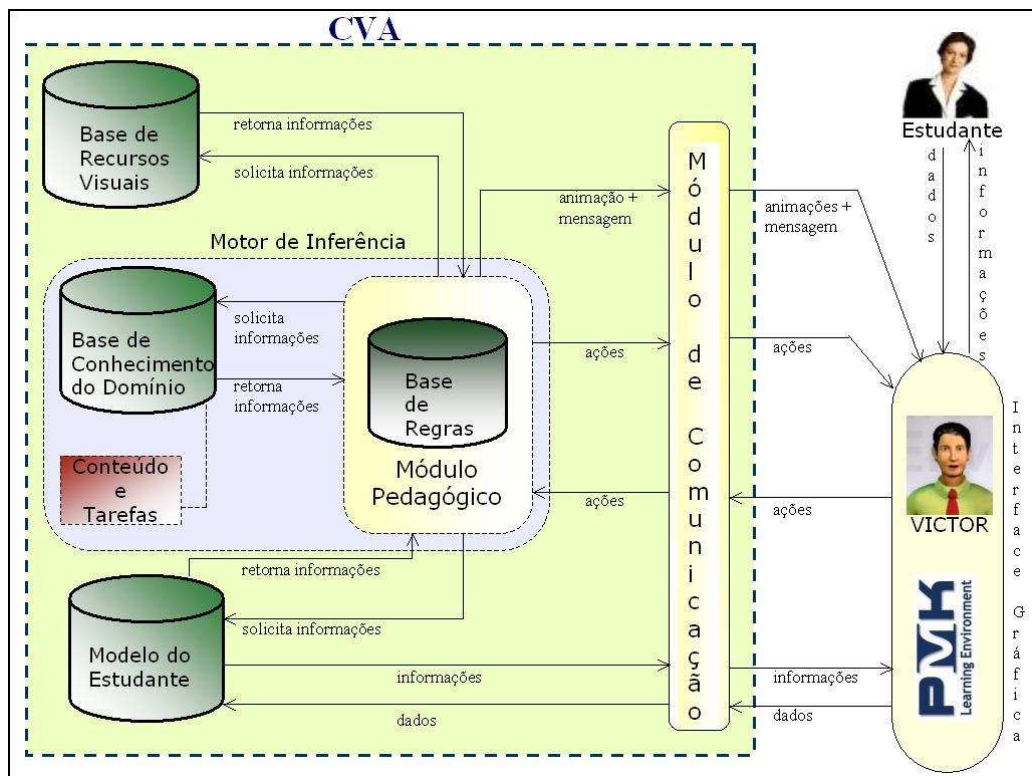 CVA
Base de
Recursos
Visuais
retorna informações
solicita informações
animação +
mensagem
animações +
mensagem
Estudante
dados
informações
Motor de Inferência
Base de
Conhecimento
do Domínio
solicita
informações
retorna
informações
Base
de
Regras
Módulo
Pedagógico
Conteúdo
e
Tarefas
ações
ações
ações
ações
Módulo de Comunicação
VICTOR
PMK
Learning Environment
Interface Gráfica
retorna informações
solicita informações
Modelo do
Estudante
informações
informações
dados
dados